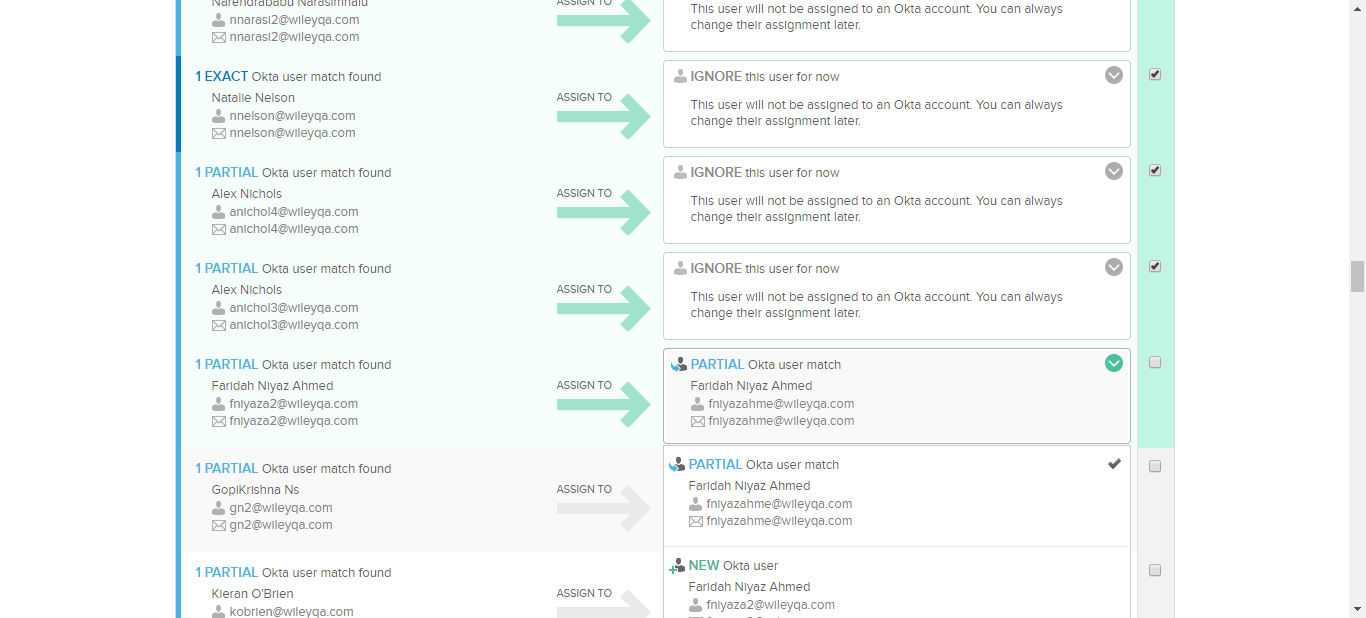 Narendrababu Narasimhalu
nnarasi2@wileyqa.com
nnarasi2@wileyqa.com
ASSIGN TO
This user will not be assigned to an Okta account. You can always
change their assignment later.
1 EXACT Okta user match found
Natalie Nelson
nnelson@wileyqa.com
nnelson@wileyqa.com
ASSIGN TO
IGNORE this user for now
This user will not be assigned to an Okta account. You can always
change their assignment later.
1 PARTIAL Okta user match found
Alex Nichols
anichol4@wileyqa.com
anichol4@wileyqa.com
ASSIGN TO
IGNORE this user for now
This user will not be assigned to an Okta account. You can always
change their assignment later.
1 PARTIAL Okta user match found
Alex Nichols
anichol3@wileyqa.com
anichol3@wileyqa.com
ASSIGN TO
IGNORE this user for now
This user will not be assigned to an Okta account. You can always
change their assignment later.
1 PARTIAL Okta user match found
Faridah Niyaz Ahmed
fniyaza2@wileyqa.com
fniyaza2@wileyqa.com
ASSIGN TO
PARTIAL Okta user match
Faridah Niyaz Ahmed
fniyazahme@wileyqa.com
fniyazahme@wileyqa.com
1 PARTIAL Okta user match found
GopiKrishna Ns
gn2@wileyqa.com
gn2@wileyqa.com
ASSIGN TO
PARTIAL Okta user match
Faridah Niyaz Ahmed
fniyazahme@wileyqa.com
fniyazahme@wileyqa.com
1 PARTIAL Okta user match found
Kieran O'Brien
kobrien@wileyqa.com
ASSIGN TO
NEW Okta user
Faridah Niyaz Ahmed
fniyaza2@wileyqa.com